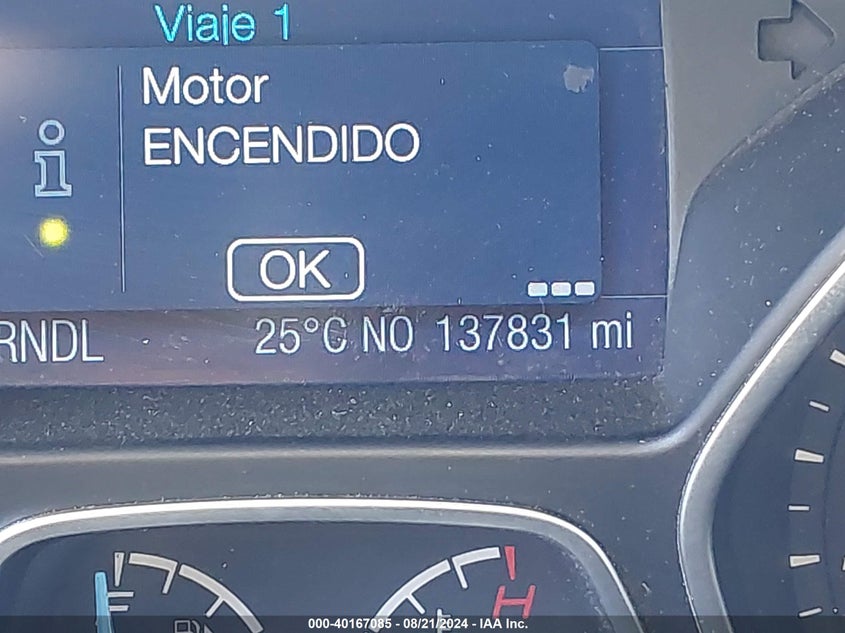 Viaje 1
Motor
ENCENDIDO
OK
RNDL 25°C NO 137831 mi
F H
000-40167085 - 08/21/2024 - IAA Inc.